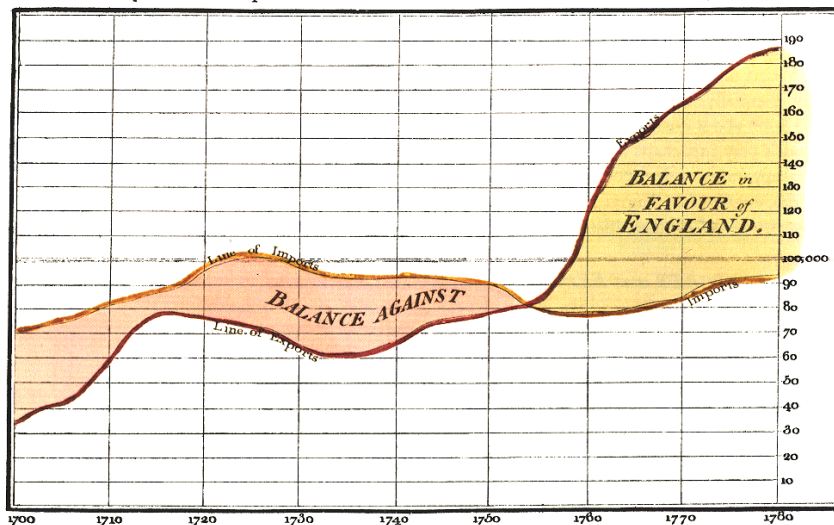 190
180
170
160
150
140
130
120
110
100,000
90
80
70
60
50
40
30
20
10
Exports
BALANCE in
FAVOUR of
ENGLAND.
Line of Imports
BALANCE AGAINST
Imports
Line of Exports
1700 1710 1720 1730 1740 1750 1760 1770 1780